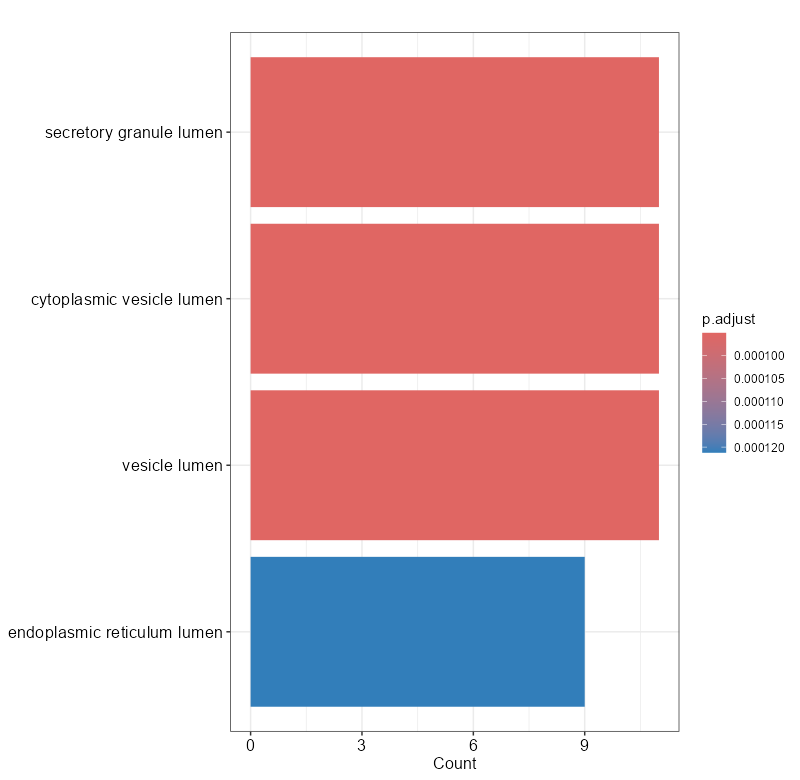 secretory granule lumen
cytoplasmic vesicle lumen
vesicle lumen
endoplasmic reticulum lumen
0 3 6 9
Count
p.adjust
0.000100
0.000105
0.000110
0.000115
0.000120